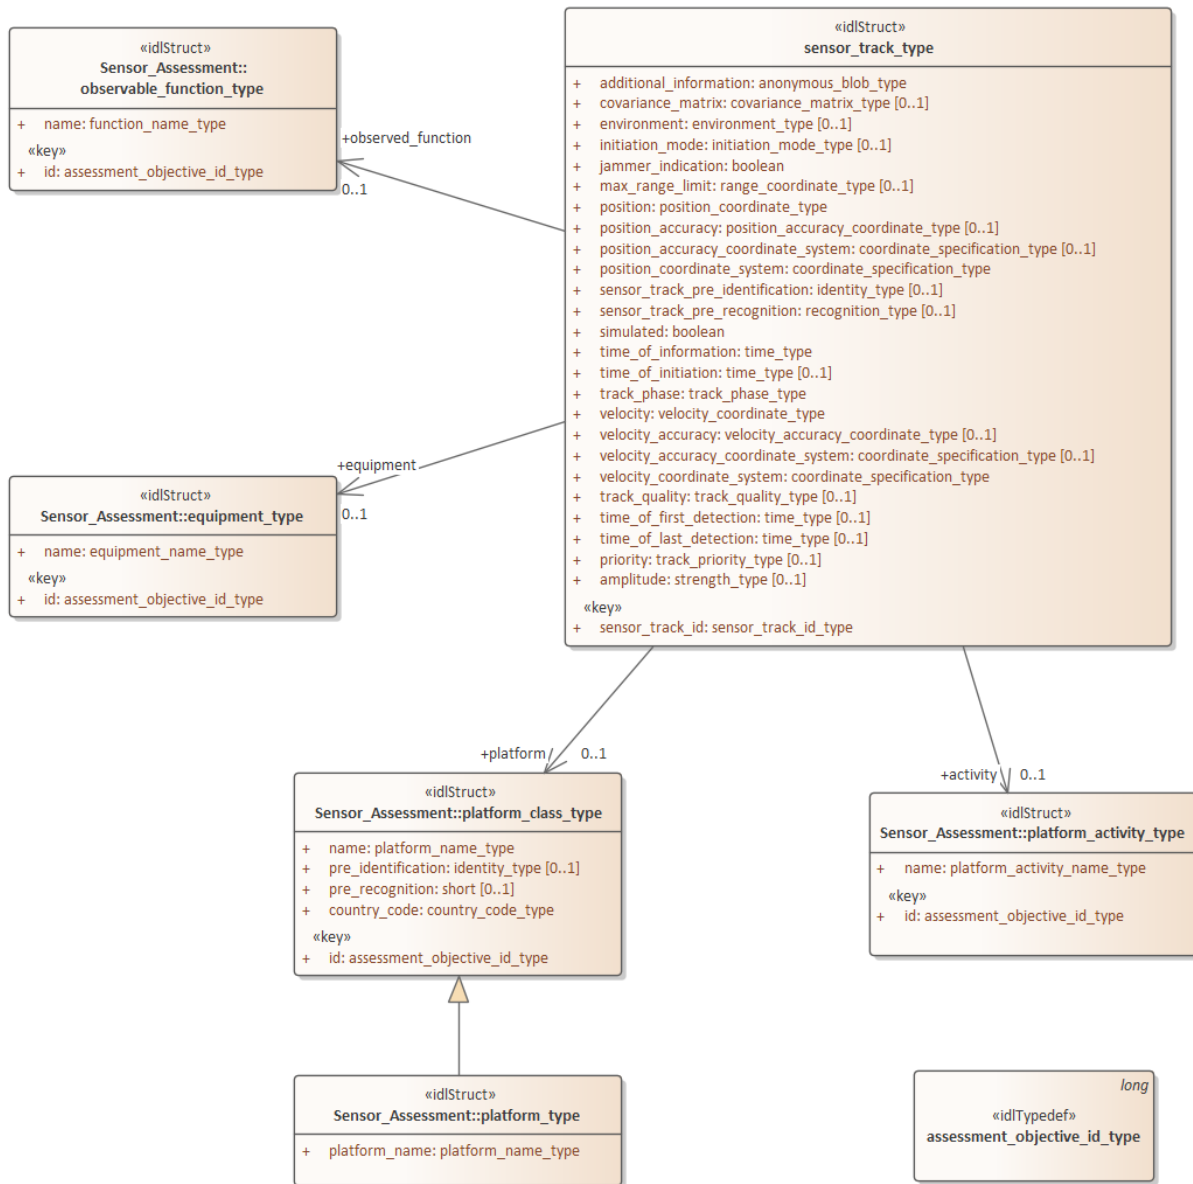 «idlStruct»
Sensor_Assessment::
observable_function_type
+ name: function_name_type
«key»
+ id: assessment_objective_id_type
+observed_function
0..1
«idlStruct»
sensor_track_type
+ additional_information: anonymous_blob_type
+ covariance_matrix: covariance_matrix_type [0..1]
+ environment: environment_type [0..1]
+ initiation_mode: initiation_mode_type [0..1]
+ jammer_indication: boolean
+ max_range_limit: range_coordinate_type [0..1]
+ position: position_coordinate_type
+ position_accuracy: position_accuracy_coordinate_type [0..1]
+ position_accuracy_coordinate_system: coordinate_specification_type [0..1]
+ position_coordinate_system: coordinate_specification_type
+ sensor_track_pre_identification: identity_type [0..1]
+ sensor_track_pre_recognition: recognition_type [0..1]
+ simulated: boolean
+ time_of_information: time_type
+ time_of_initiation: time_type [0..1]
+ track_phase: track_phase_type
+ velocity: velocity_coordinate_type
+ velocity_accuracy: velocity_accuracy_coordinate_type [0..1]
+ velocity_accuracy_coordinate_system: coordinate_specification_type [0..1]
+ velocity_coordinate_system: coordinate_specification_type
+ track_quality: track_quality_type [0..1]
+ time_of_first_detection: time_type [0..1]
+ time_of_last_detection: time_type [0..1]
+ priority: track_priority_type [0..1]
+ amplitude: strength_type [0..1]
«key»
+ sensor_track_id: sensor_track_id_type
+equipment
0..1
«idlStruct»
Sensor_Assessment::equipment_type
+ name: equipment_name_type
«key»
+ id: assessment_objective_id_type
+platform 0..1
«idlStruct»
Sensor_Assessment::platform_class_type
+ name: platform_name_type
+ pre_identification: identity_type [0..1]
+ pre_recognition: short [0..1]
+ country_code: country_code_type
«key»
+ id: assessment_objective_id_type
+activity 0..1
«idlStruct»
Sensor_Assessment::platform_activity_type
+ name: platform_activity_name_type
«key»
+ id: assessment_objective_id_type
«idlStruct»
Sensor_Assessment::platform_type
+ platform_name: platform_name_type
long
«idlTypedef»
assessment_objective_id_type